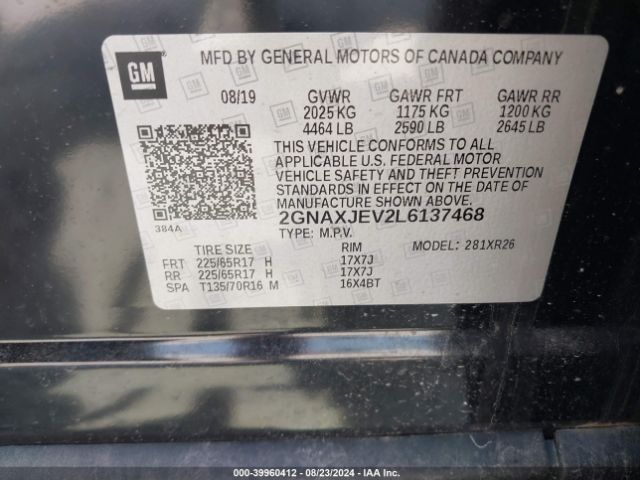 GM
MFD BY GENERAL MOTORS OF CANADA COMPANY
08/19 GVWR GAWR FRT GAWR RR
2025 KG 1175 KG 1200 KG
4464 LB 2590 LB 2645 LB
THIS VEHICLE CONFORMS TO ALL
APPLICABLE U.S. FEDERAL MOTOR
VEHICLE SAFETY AND THEFT PREVENTION
STANDARDS IN EFFECT ON THE DATE OF
MANUFACTURE SHOWN ABOVE.
384A 2GNAXJEV2L6137468
TYPE: M.P.V. MODEL: 281XR26
TIRE SIZE RIM
FRT 225/65R17 H 17X7J
RR 225/65R17 H 17X7J
SPA T135/70R16 M 16X4BT
000-39960412 - 08/23/2024 - IAA Inc.